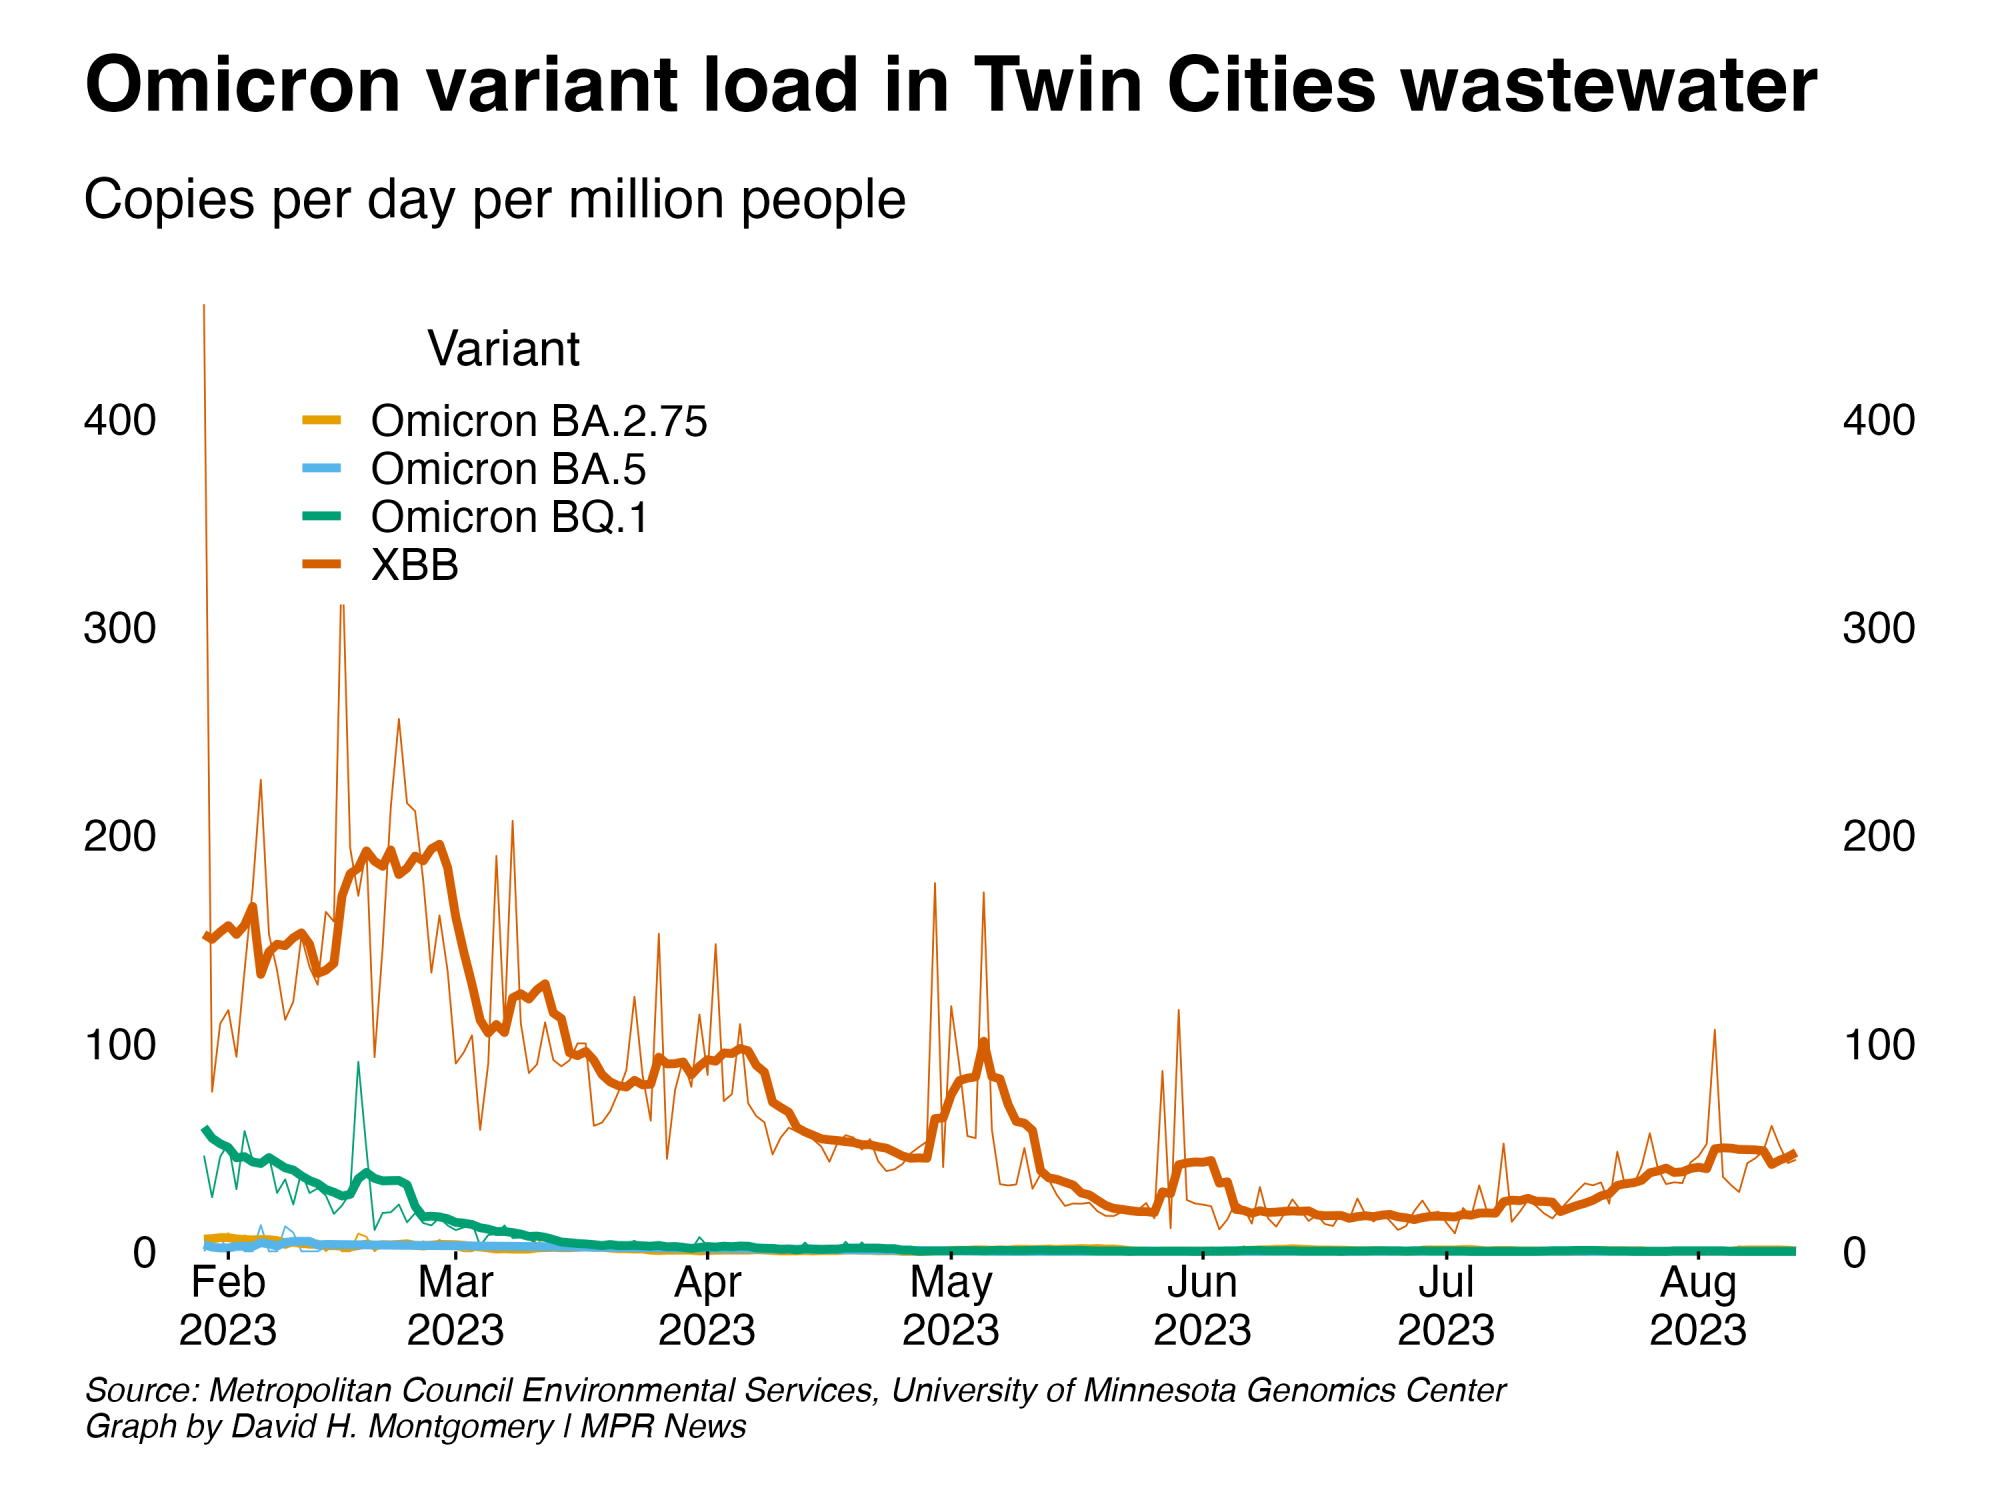 Omicron variant load in Twin Cities wastewater
Copies per day per million people
Variant
Omicron BA.2.75
Omicron BA.5
Omicron BQ.1
XBB
400 400
300 300
200 200
100 100
0 0
Feb Mar Apr May Jun Jul Aug
2023 2023 2023 2023 2023 2023 2023
Source: Metropolitan Council Environmental Services, University of Minnesota Genomics Center
Graph by David H. Montgomery | MPR News